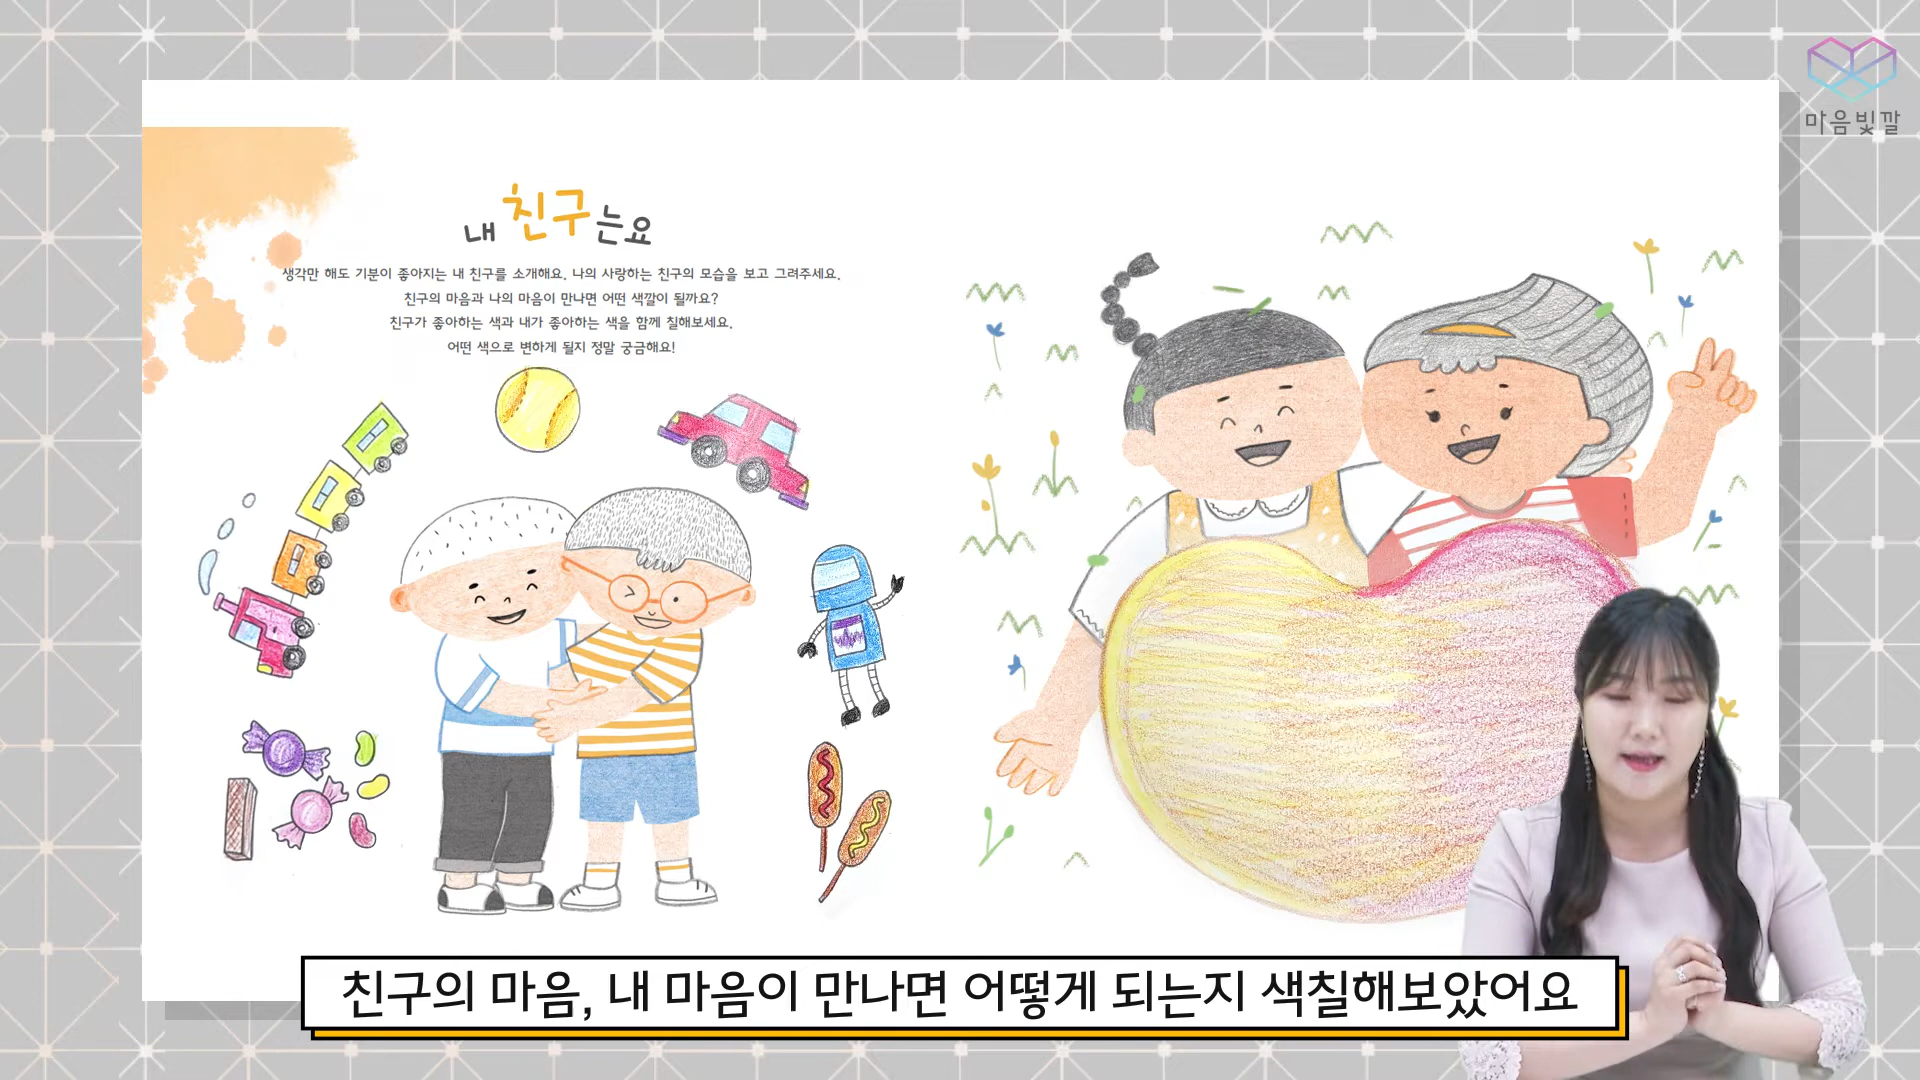 마음빛깔
내 친구는요
생각만 해도 기분이 좋아지는 내 친구를 소개해요. 나의 사랑하는 친구의 모습을 보고 그려주세요.
친구의 마음과 나의 마음이 만나면 어떤 색깔이 될까요?
친구가 좋아하는 색과 내가 좋아하는 색을 함께 칠해보세요.
어떤 색으로 변하게 될지 정말 궁금해요!
친구의 마음, 내 마음이 만나면 어떻게 되는지 색칠해보았어요